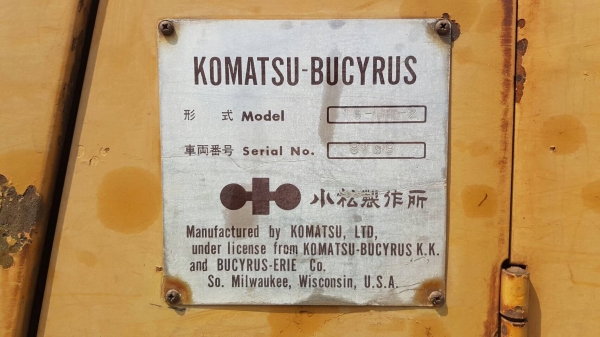 KOMATSU-BUCYRUS
形 式 Model
車両番号 Serial No.
小松製作所
Manufactured by KOMATSU, LTD,
under license from KOMATSU-BUCYRUS K.K.
and BUCYRUS-ERIE Co.
So. Milwaukee, Wisconsin, U.S.A.